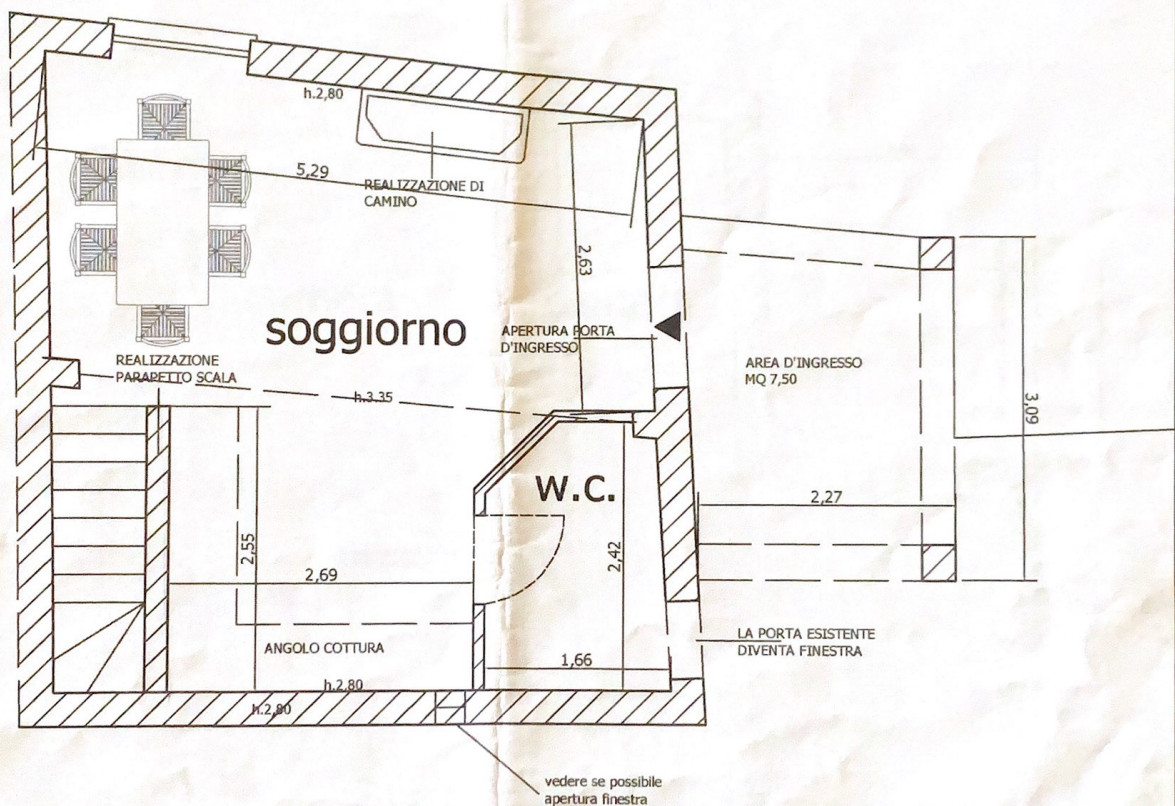 h.2,80
5,29
REALIZZAZIONE DI
CAMINO
2,63
soggiorno
APERTURA PORTA
D'INGRESSO
AREA D'INGRESSO
MQ 7,50
REALIZZAZIONE
PARAPETTO SCALA
h.3.35
3,09
W.C.
2,27
2,55
2,69
2,42
ANGOLO COTTURA
LA PORTA ESISTENTE
DIVENTA FINESTRA
1,66
h.2,80
h.2,80
vedere se possibile
apertura finestra